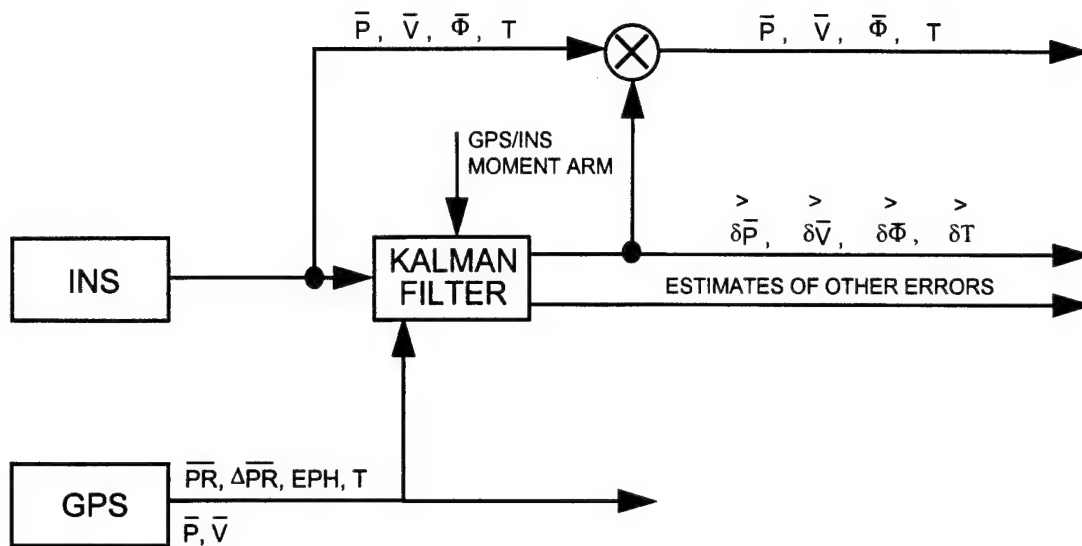 P̅, V̅, Φ̅, T
P̅, V̅, Φ̅, T
GPS/INS
MOMENT ARM
> > > >
δP̅, δV̅, δΦ̅, δT
INS
KALMAN
FILTER
ESTIMATES OF OTHER ERRORS
GPS
P̅R̅, ΔP̅R̅, EPH, T
P̅, V̅